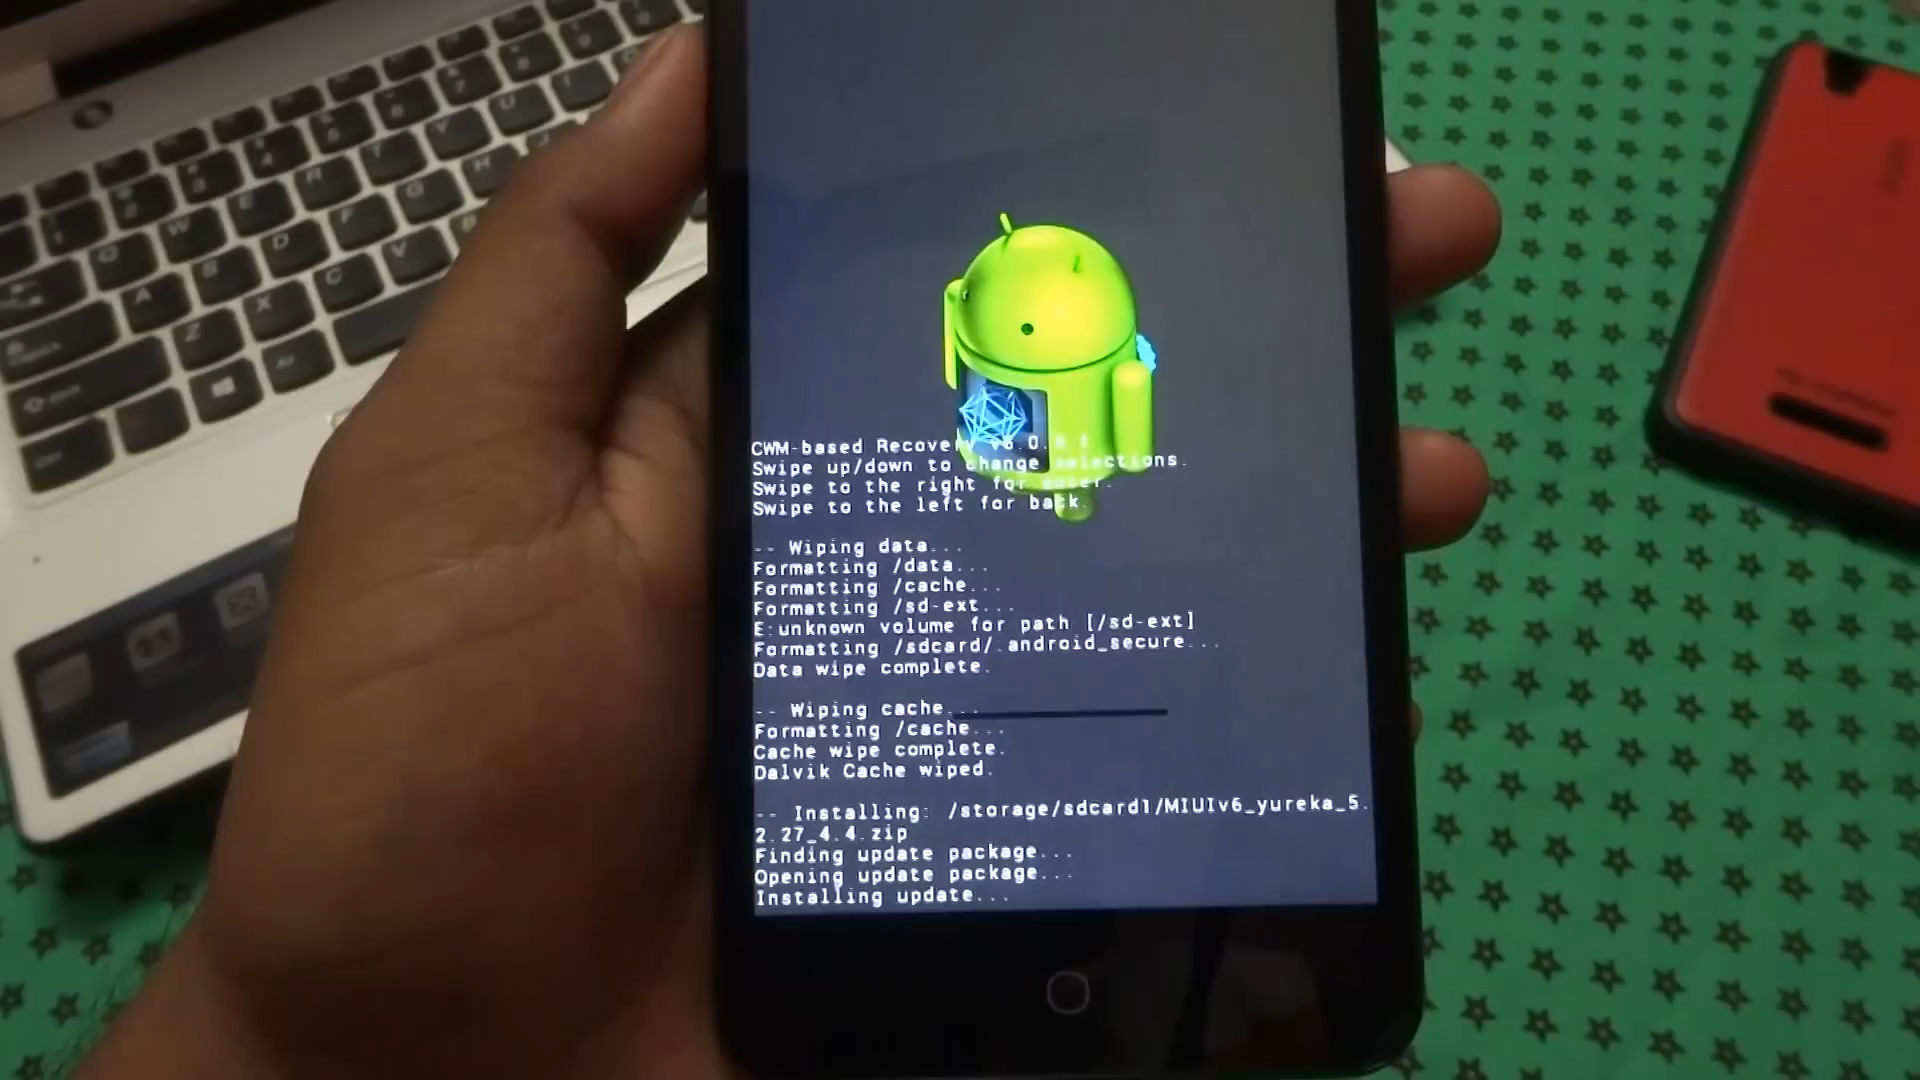 CWM-based Recovery
Swipe up/down to change selections.
Swipe to the right for enter.
Swipe to the left for back.
-- Wiping data...
Formatting /data...
Formatting /cache...
Formatting /sd-ext...
E:unknown volume for path [/sd-ext]
Formatting /sdcard/.android_secure...
Data wipe complete.
-- Wiping cache...
Formatting /cache...
Cache wipe complete.
Dalvik Cache wiped.
-- Installing: /storage/sdcard1/MIUIv6_yureka_5.
2.27_4.4.zip
Finding update package...
Opening update package...
Installing update...